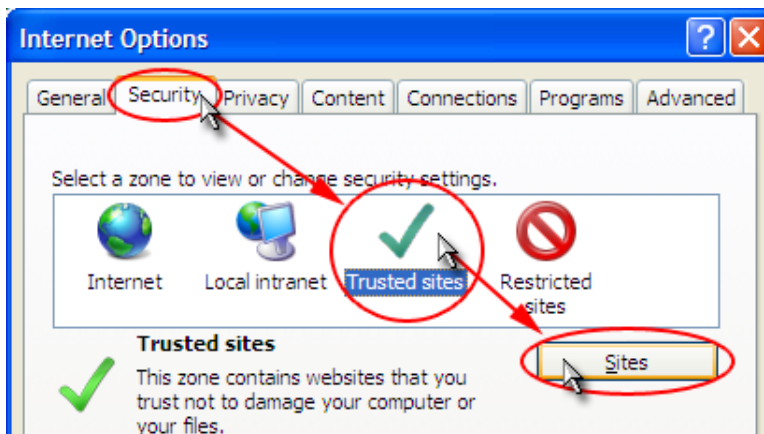 Internet Options
General Security Privacy Content Connections Programs Advanced
Select a zone to view or change security settings.
Internet Local intranet Trusted sites Restricted sites
Trusted sites
Sites
This zone contains websites that you
trust not to damage your computer or
your files.